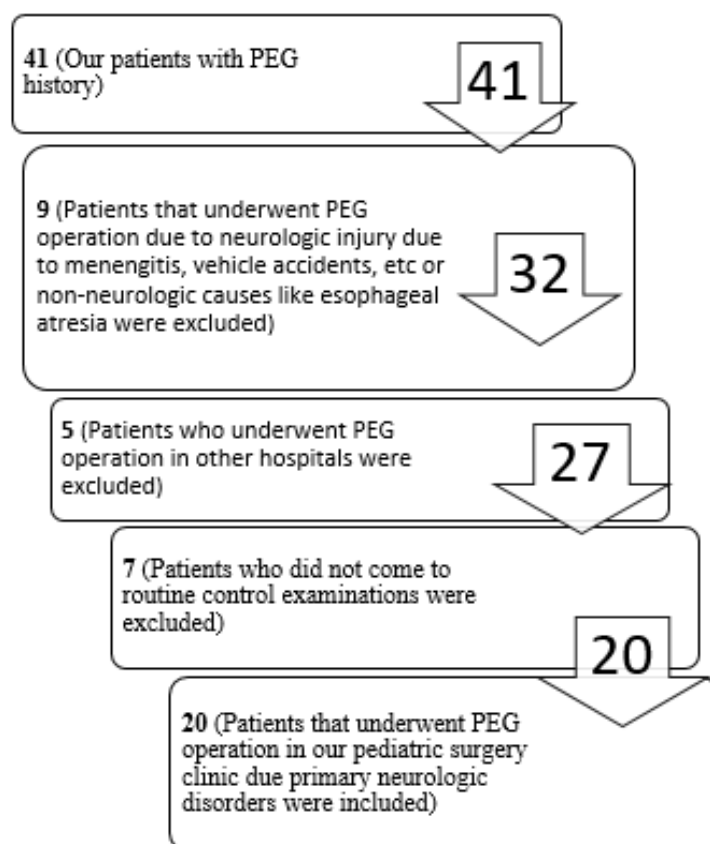 41 (Our patients with PEG
history)
41
9 (Patients that underwent PEG
operation due to neurologic injury due
to menengitis, vehicle accidents, etc or
non-neurologic causes like esophageal
atresia were excluded)
32
5 (Patients who underwent PEG
operation in other hospitals were
excluded)
27
7 (Patients who did not come to
routine control examinations were
excluded)
20
20 (Patients that underwent PEG
operation in our pediatric surgery
clinic due primary neurologic
disorders were included)